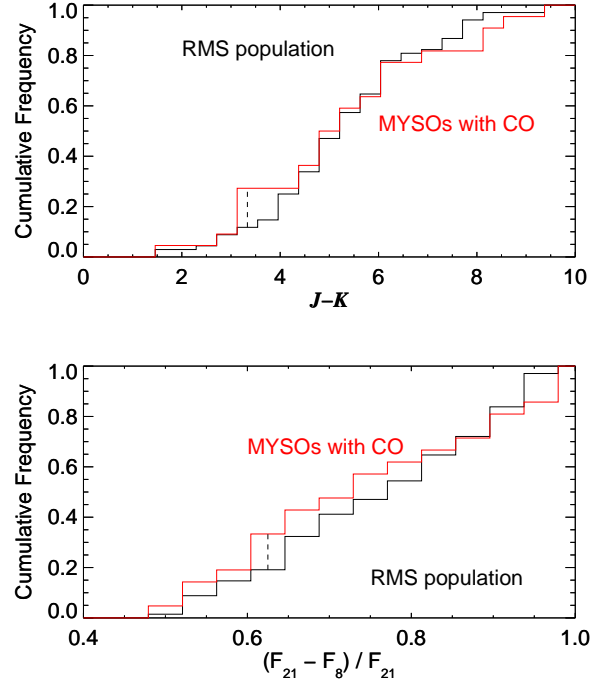 1.0
0.8
0.6
0.4
0.2
0.0
Cumulative Frequency
RMS population
MYSOs with CO
0 2 4 6 8 10
J−K
1.0
0.8
0.6
0.4
0.2
0.0
Cumulative Frequency
MYSOs with CO
RMS population
0.4 0.6 0.8 1.0
(F21 − F8) / F21